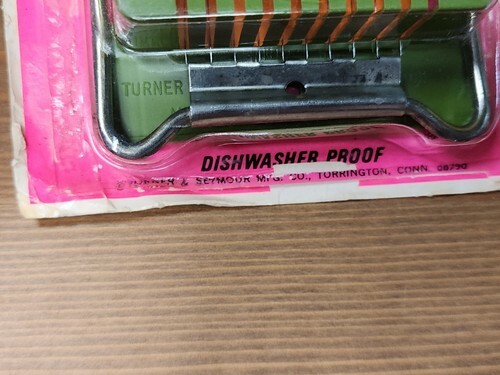 TURNER
DISHWASHER PROOF
TURNER & SEYMOUR MFG. CO., TORRINGTON, CONN. 06790